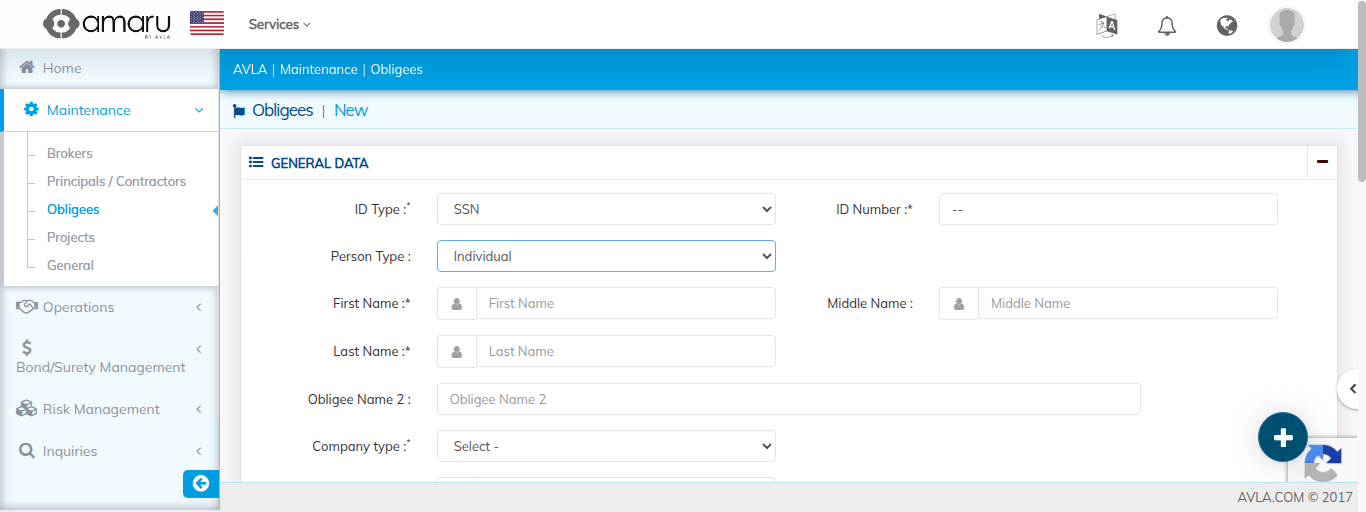 amaru
BY AVLA
Services
Home
AVLA | Maintenance | Obligees
Maintenance
Obligees | New
Brokers
Principals / Contractors
Obligees
Projects
General
Operations
Bond/Surety Management
Risk Management
Inquiries
GENERAL DATA
ID Type :* SSN
ID Number :* --
Person Type : Individual
First Name :* First Name
Middle Name : Middle Name
Last Name :* Last Name
Obligee Name 2 : Obligee Name 2
Company type :* Select -
AVLA.COM © 2017